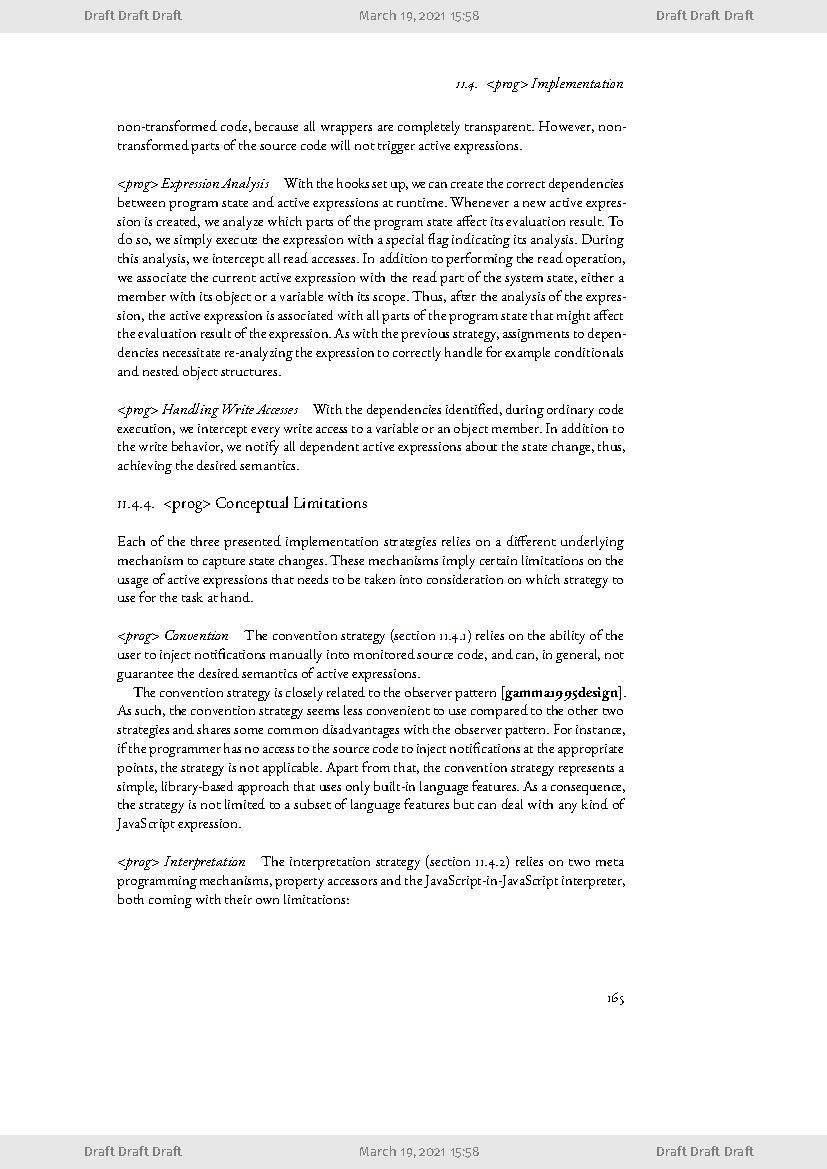 Draft Draft Draft March 19, 2021 15:58 Draft Draft Draft
11.4. <prog> Implementation
non-transformed code, because all wrappers are completely transparent. However, non-
transformed parts of the source code will not trigger active expressions.
<prog> Expression Analysis With the hooks set up, we can create the correct dependencies
between program state and active expressions at runtime. Whenever a new active expres-
sion is created, we analyze which parts of the program state affect its evaluation result. To
do so, we simply execute the expression with a special flag indicating its analysis. During
this analysis, we intercept all read accesses. In addition to performing the read operation,
we associate the current active expression with the read part of the system state, either a
member with its object or a variable with its scope. Thus, after the analysis of the expres-
sion, the active expression is associated with all parts of the program state that might affect
the evaluation result of the expression. As with the previous strategy, assignments to depen-
dencies necessitate re-analyzing the expression to correctly handle for example conditionals
and nested object structures.
<prog> Handling Write Accesses With the dependencies identified, during ordinary code
execution, we intercept every write access to a variable or an object member. In addition to
the write behavior, we notify all dependent active expressions about the state change, thus,
achieving the desired semantics.
11.4.4. <prog> Conceptual Limitations
Each of the three presented implementation strategies relies on a different underlying
mechanism to capture state changes. These mechanisms imply certain limitations on the
usage of active expressions that needs to be taken into consideration on which strategy to
use for the task at hand.
<prog> Convention The convention strategy (section 11.4.1) relies on the ability of the
user to inject notifications manually into monitored source code, and can, in general, not
guarantee the desired semantics of active expressions.
The convention strategy is closely related to the observer pattern [gamma1995design].
As such, the convention strategy seems less convenient to use compared to the other two
strategies and shares some common disadvantages with the observer pattern. For instance,
if the programmer has no access to the source code to inject notifications at the appropriate
points, the strategy is not applicable. Apart from that, the convention strategy represents a
simple, library-based approach that uses only built-in language features. As a consequence,
the strategy is not limited to a subset of language features but can deal with any kind of
JavaScript expression.
<prog> Interpretation The interpretation strategy (section 11.4.2) relies on two meta
programming mechanisms, property accessors and the JavaScript-in-JavaScript interpreter,
both coming with their own limitations:
165
Draft Draft Draft March 19, 2021 15:58 Draft Draft Draft